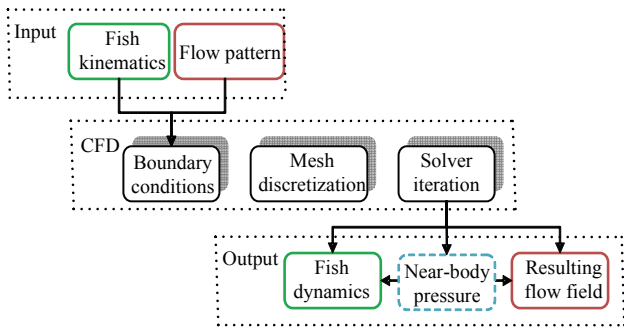 Input
Fish
kinematics
Flow pattern
CFD
Boundary
conditions
Mesh
discretization
Solver
iteration
Output
Fish
dynamics
Near-body
pressure
Resulting
flow field